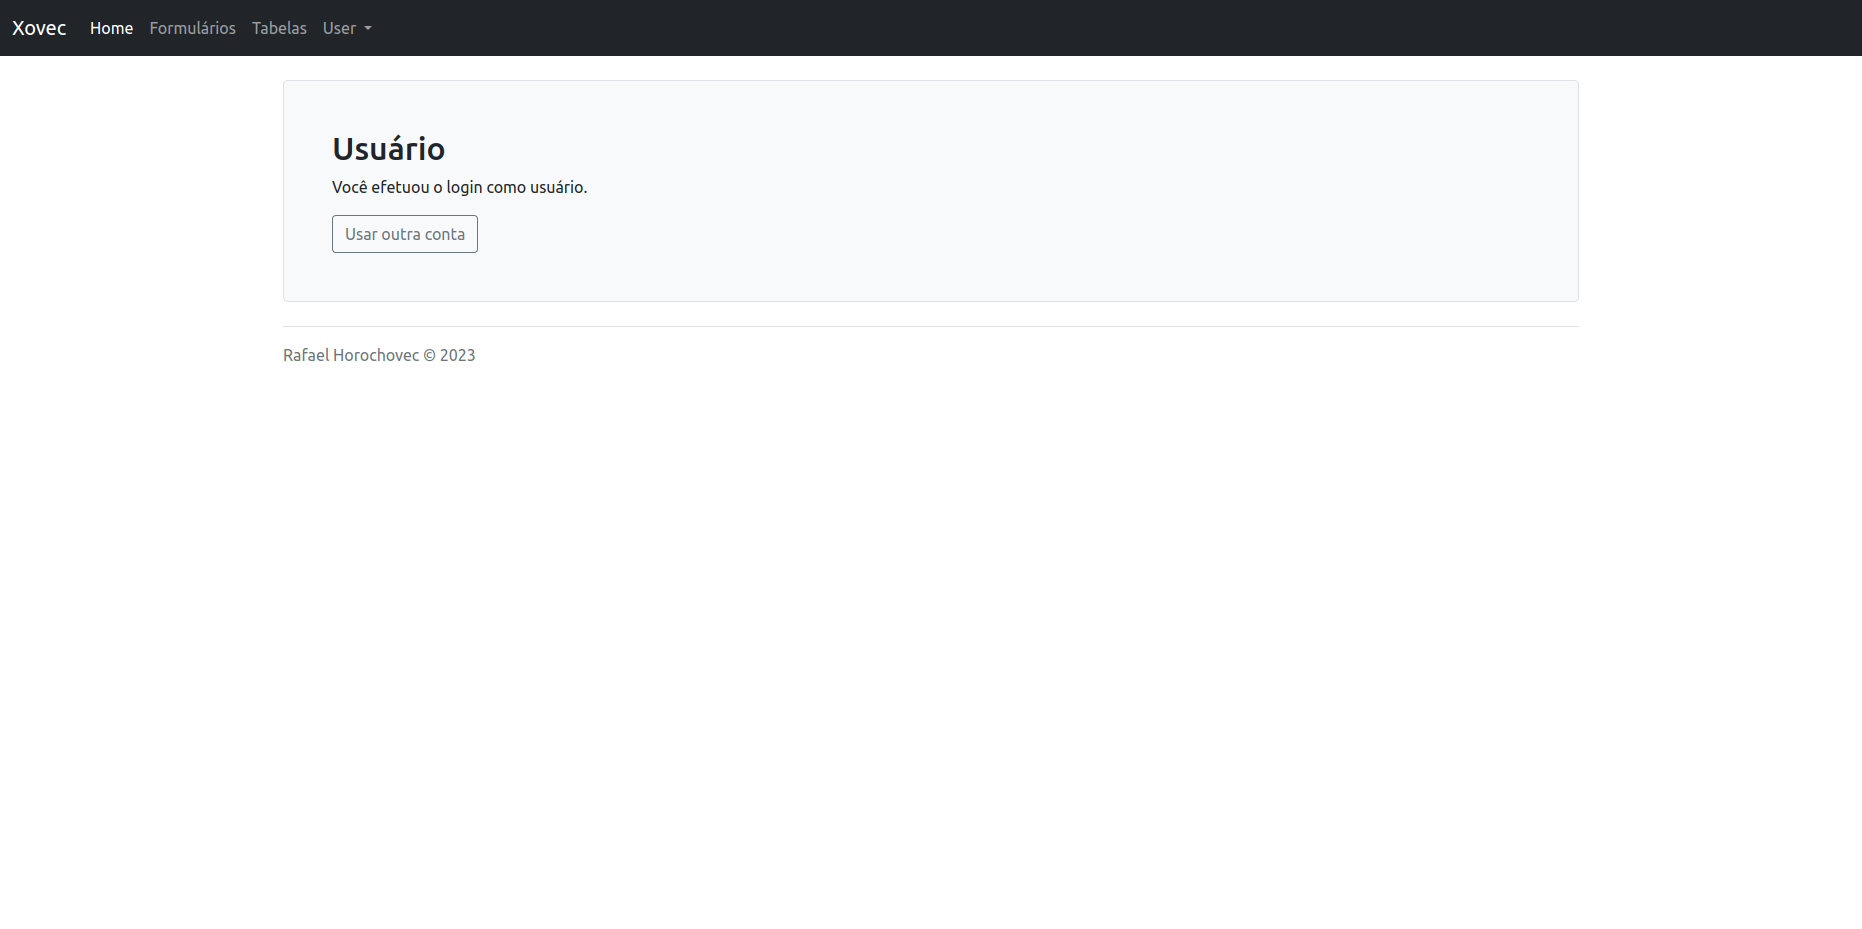 Xovec Home Formulários Tabelas User
Usuário
Você efetuou o login como usuário.
Usar outra conta
Rafael Horochovec © 2023